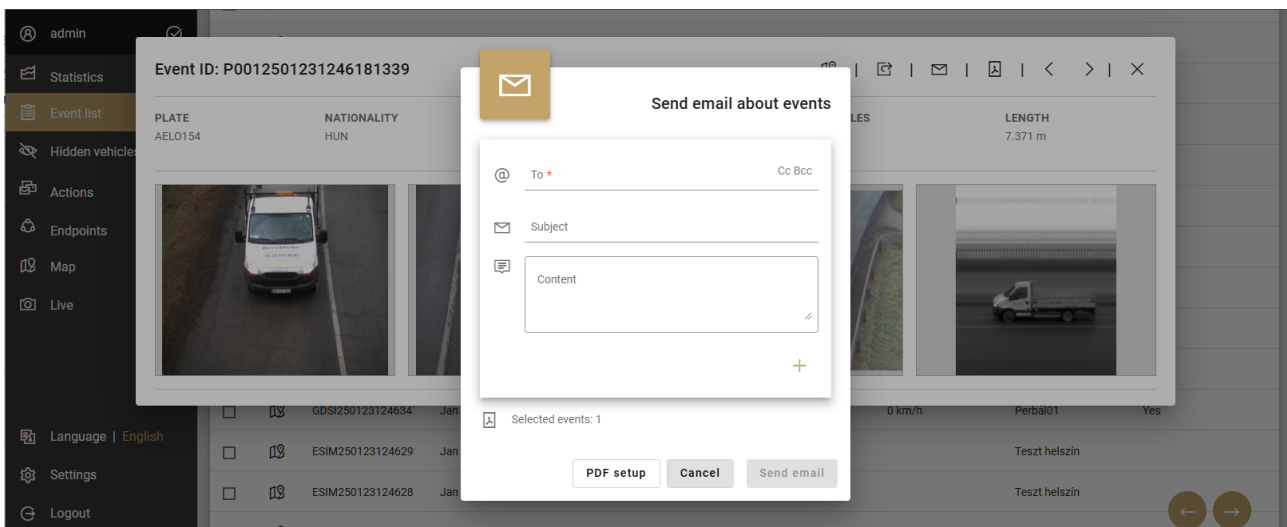 admin
Statistics
Event list
Hidden vehicles
Actions
Endpoints
Map
Live
Language | English
Settings
Logout
Event ID: P0012501231246181339
PLATE
AELO154
NATIONALITY
HUN
LES
LENGTH
7.371 m
Send email about events
@ To *
Cc Bcc
Subject
Content
+
Selected events: 1
PDF setup
Cancel
Send email
GDSI25012312463 Jan 0 km/h Perbál01 Yes
ESIM250123124629 Jan Teszt helszín
ESIM250123124628 Jan Teszt helszín